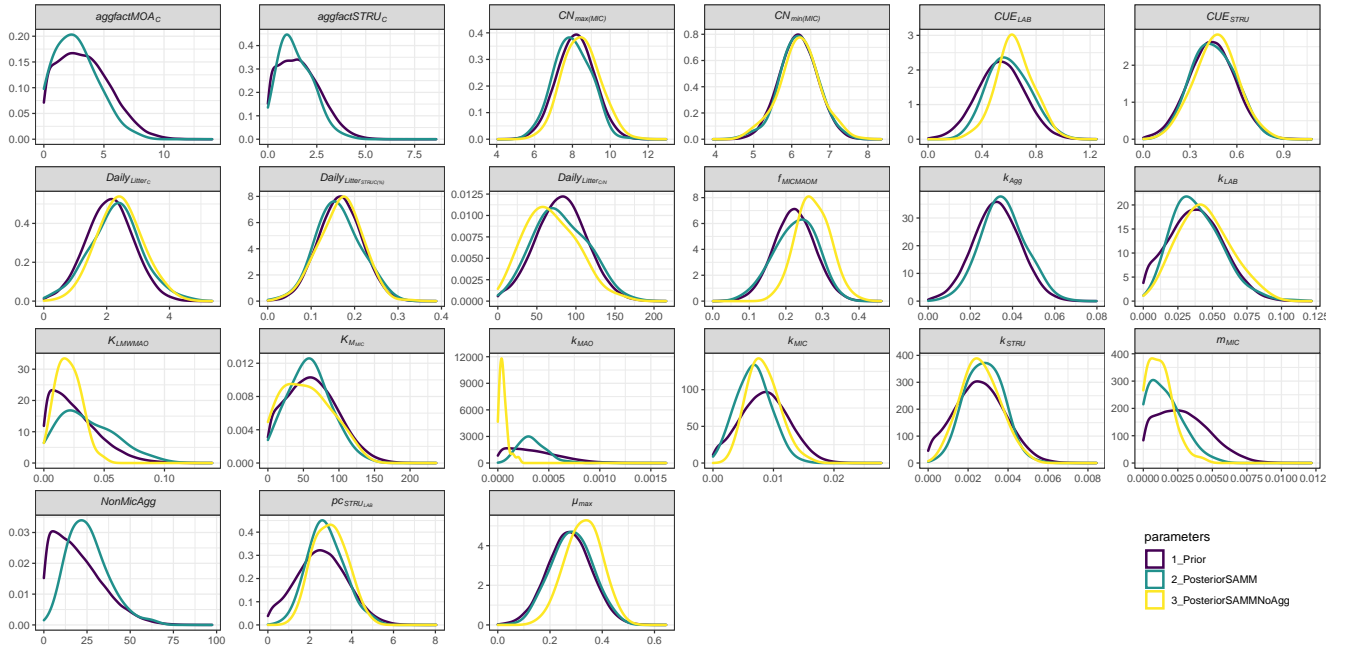 aggfactMOA_C aggfactSTRU_C CN_max(MIC) CN_min(MIC) CUE_LAB CUE_STRU
0.20 0.15 0.10 0.05 0.00
0 5 10
0.4 0.3 0.2 0.1 0.0
0.0 2.5 5.0 7.5
0.4 0.3 0.2 0.1 0.0
4 6 8 10 12
0.8 0.6 0.4 0.2 0.0
4 5 6 7 8
3 2 1 0
0.0 0.4 0.8 1.2
2 1 0
0.0 0.3 0.6 0.9
Daily_Litter_C Daily_Litter_STRUC(%) Daily_Litter_C/N f_MICMAOM k_Agg k_LAB
0.4 0.2 0.0
0 2 4
8 6 4 2 0
0.0 0.1 0.2 0.3 0.4
0.0125 0.0100 0.0075 0.0050 0.0025 0.0000
0 50 100 150 200
8 6 4 2 0
0.0 0.1 0.2 0.3 0.4
30 20 10 0
0.00 0.02 0.04 0.06 0.08
20 15 10 5 0
0.000 0.025 0.050 0.075 0.100 0.125
K_LMWMAO K_M_MIC k_MAO k_MIC k_STRU m_MIC
30 20 10 0
0.00 0.05 0.10
0.012 0.008 0.004 0.000
0 50 100 150 200
12000 9000 6000 3000 0
0.0000 0.0005 0.0010 0.0015
100 50 0
0.00 0.01 0.02
400 300 200 100 0
0.000 0.002 0.004 0.006 0.008
400 300 200 100 0
0.0000 0.0025 0.0050 0.0075 0.0100 0.012
NonMicAgg pc_STRU_LAB μ_max
0.03 0.02 0.01 0.00
0 25 50 75 100
0.4 0.3 0.2 0.1 0.0
0 2 4 6 8
4 2 0
0.0 0.2 0.4 0.6
parameters
1_Prior
2_PosteriorSAMM
3_PosteriorSAMMNoAgg